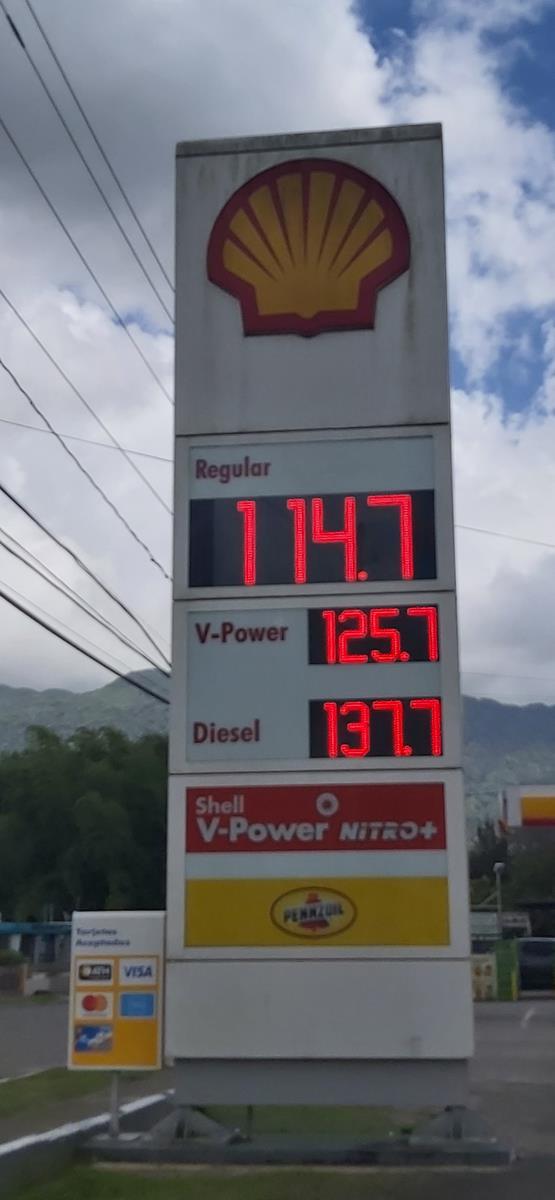 Regular
114.7
V-Power 125.7
Diesel 137.7
Shell
V-Power NiTRO+
PENNZOIL
Tarjetas
Aceptadas
ATH VISA